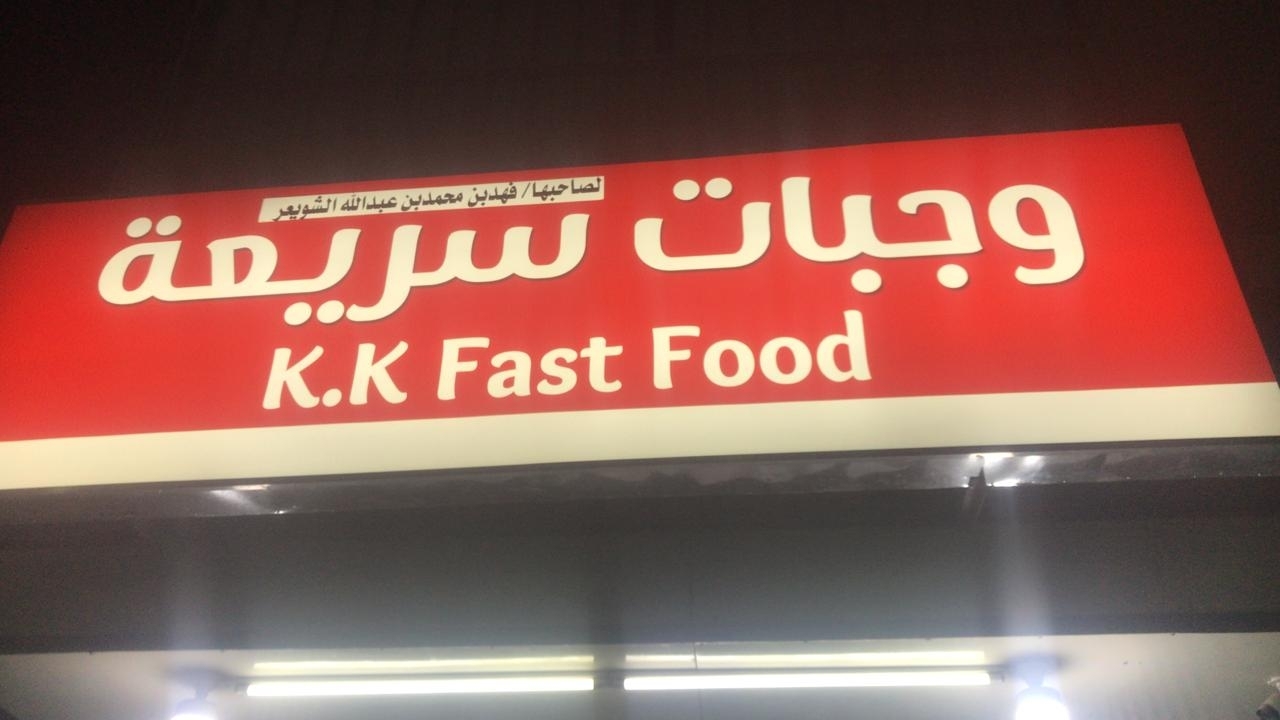 لصاحبها/ فهدبن محمدبن عبدالله الشويعر
وجبات سريعة
K.K Fast Food